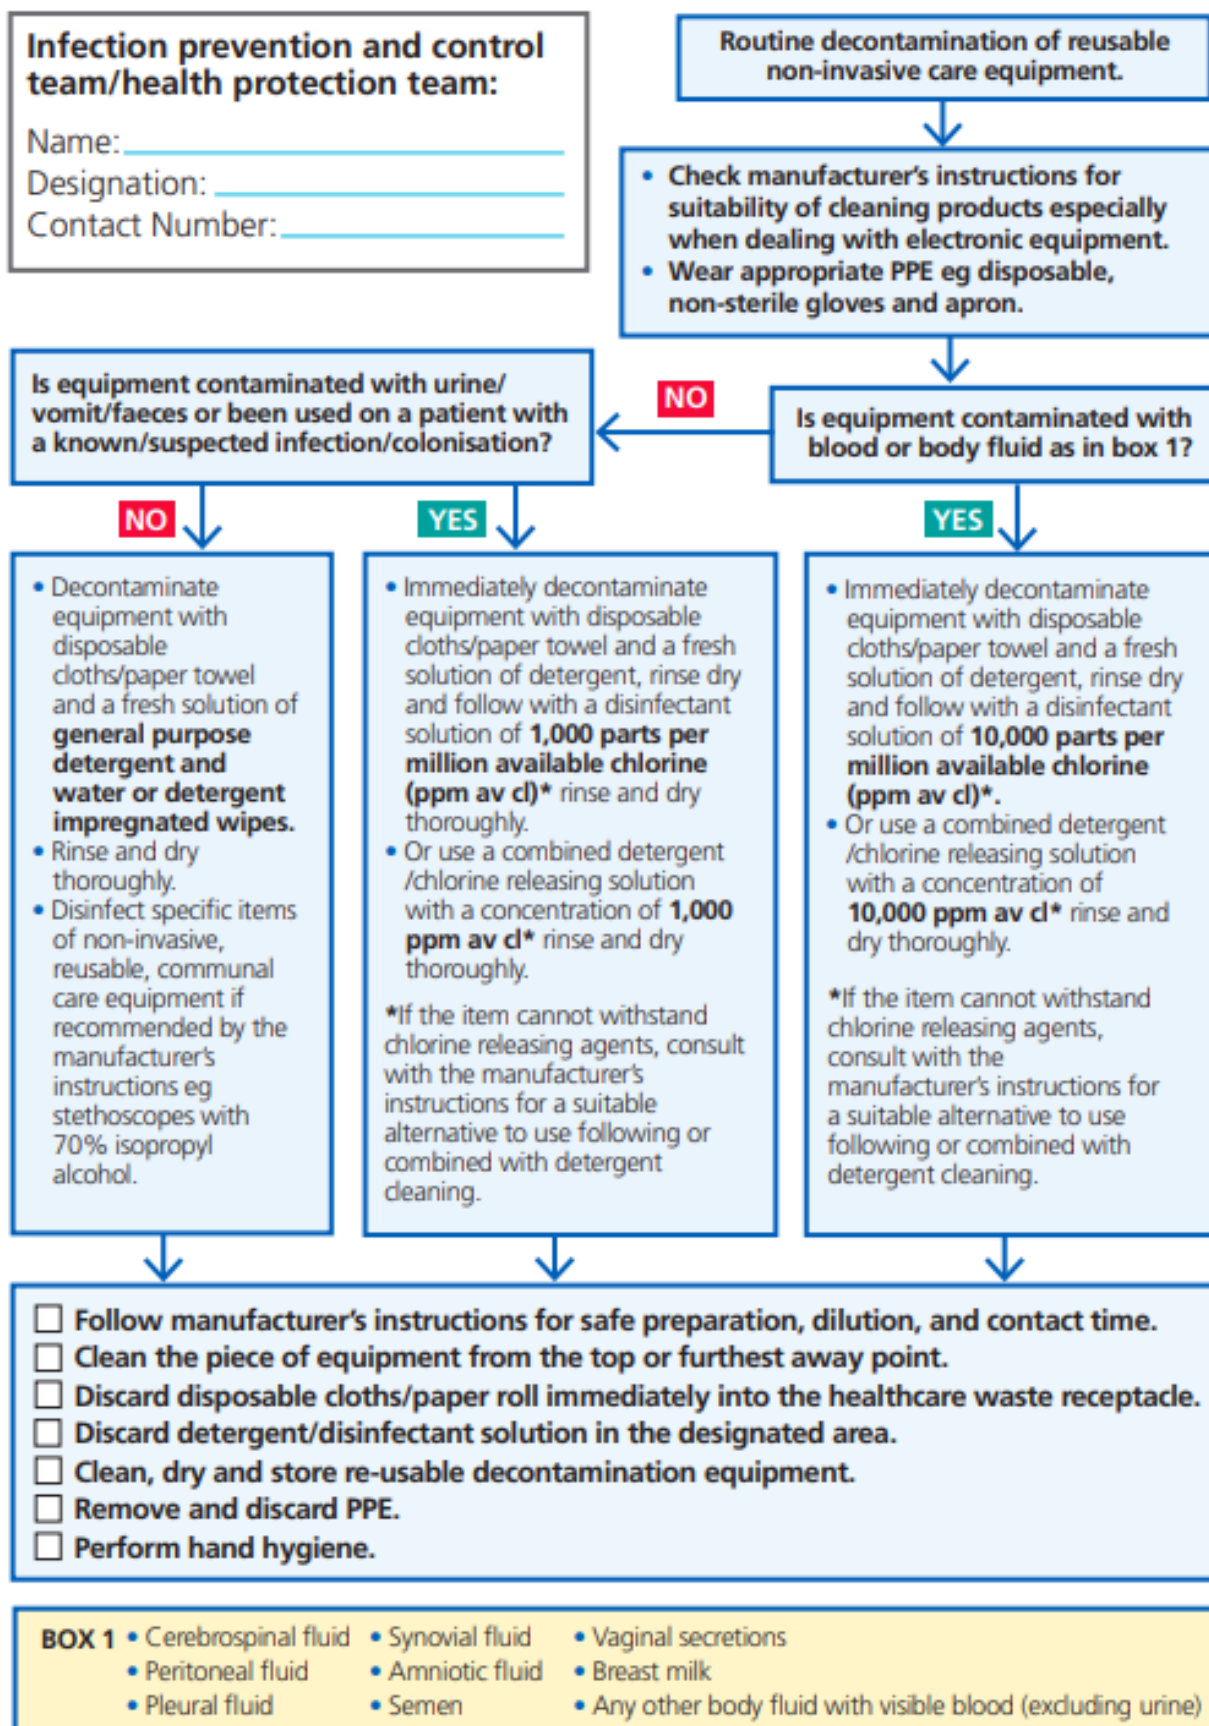 Infection prevention and control
team/health protection team:
Name:
Designation:
Contact Number:
Routine decontamination of reusable
non-invasive care equipment.
• Check manufacturer's instructions for
suitability of cleaning products especially
when dealing with electronic equipment.
• Wear appropriate PPE eg disposable,
non-sterile gloves and apron.
Is equipment contaminated with blood or body fluid as in box 1?
NO
Is equipment contaminated with urine/
vomit/faeces or been used on a patient with
a known/suspected infection/colonisation?
NO
YES
YES
• Decontaminate
equipment with
disposable
cloths/paper towel
and a fresh solution of
general purpose
detergent and
water or detergent
impregnated wipes.
• Rinse and dry
thoroughly.
• Disinfect specific items
of non-invasive,
reusable, communal
care equipment if
recommended by the
manufacturer's
instructions eg
stethoscopes with
70% isopropyl
alcohol.
• Immediately decontaminate
equipment with disposable
cloths/paper towel and a fresh
solution of detergent, rinse dry
and follow with a disinfectant
solution of 1,000 parts per
million available chlorine
(ppm av cl)* rinse and dry
thoroughly.
• Or use a combined detergent
/chlorine releasing solution
with a concentration of 1,000
ppm av cl* rinse and dry
thoroughly.
*If the item cannot withstand
chlorine releasing agents, consult
with the manufacturer's
instructions for a suitable
alternative to use following or
combined with detergent
cleaning.
• Immediately decontaminate
equipment with disposable
cloths/paper towel and a fresh
solution of detergent, rinse dry
and follow with a disinfectant
solution of 10,000 parts per
million available chlorine
(ppm av cl)*.
• Or use a combined detergent
/chlorine releasing solution
with a concentration of
10,000 ppm av cl* rinse and
dry thoroughly.
*If the item cannot withstand
chlorine releasing agents,
consult with the
manufacturer's instructions for
a suitable alternative to use
following or combined with
detergent cleaning.
Follow manufacturer's instructions for safe preparation, dilution, and contact time.
Clean the piece of equipment from the top or furthest away point.
Discard disposable cloths/paper roll immediately into the healthcare waste receptacle.
Discard detergent/disinfectant solution in the designated area.
Clean, dry and store re-usable decontamination equipment.
Remove and discard PPE.
Perform hand hygiene.
BOX 1 • Cerebrospinal fluid • Synovial fluid • Vaginal secretions
• Peritoneal fluid • Amniotic fluid • Breast milk
• Pleural fluid • Semen • Any other body fluid with visible blood (excluding urine)